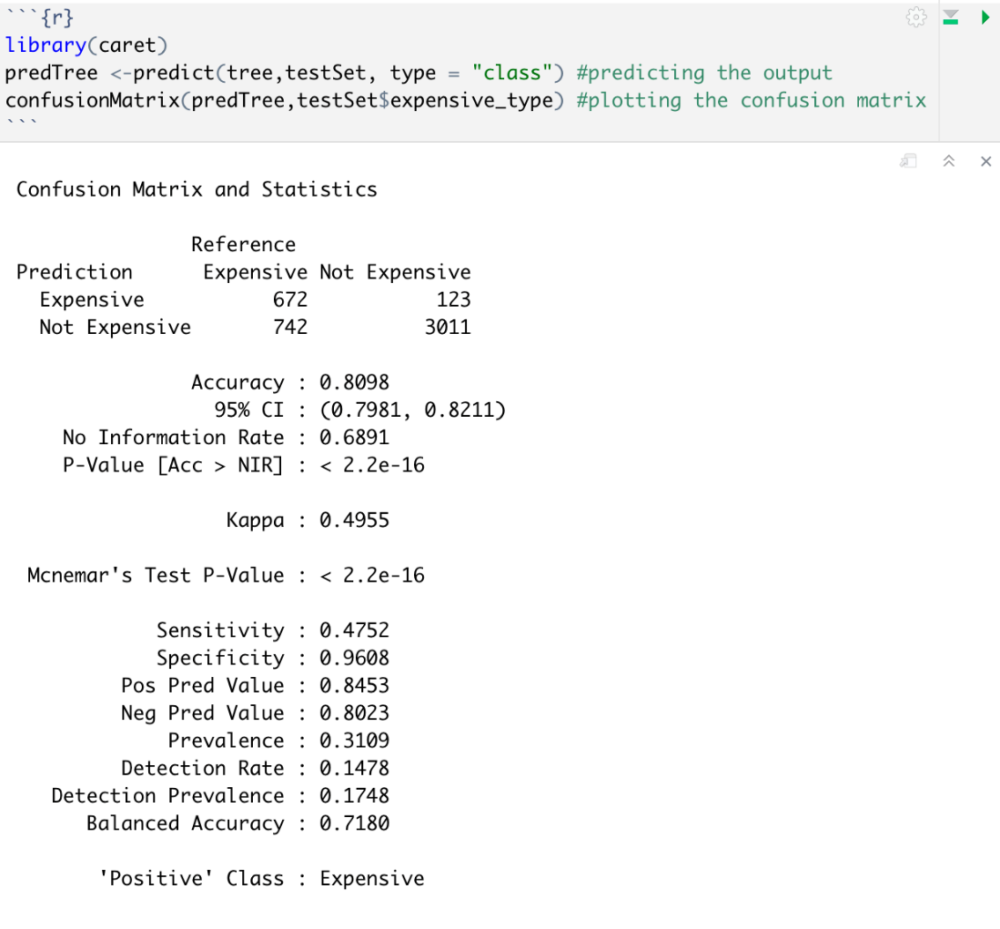 ```{r}
library(caret)
predTree <-predict(tree,testSet, type = "class") #predicting the output
confusionMatrix(predTree,testSet$expensive_type) #plotting the confusion matrix
```
Confusion Matrix and Statistics
Reference
Prediction Expensive Not Expensive
Expensive 672 123
Not Expensive 742 3011
Accuracy : 0.8098
95% CI : (0.7981, 0.8211)
No Information Rate : 0.6891
P-Value [Acc > NIR] : < 2.2e-16
Kappa : 0.4955
Mcnemar's Test P-Value : < 2.2e-16
Sensitivity : 0.4752
Specificity : 0.9608
Pos Pred Value : 0.8453
Neg Pred Value : 0.8023
Prevalence : 0.3109
Detection Rate : 0.1478
Detection Prevalence : 0.1748
Balanced Accuracy : 0.7180
'Positive' Class : Expensive